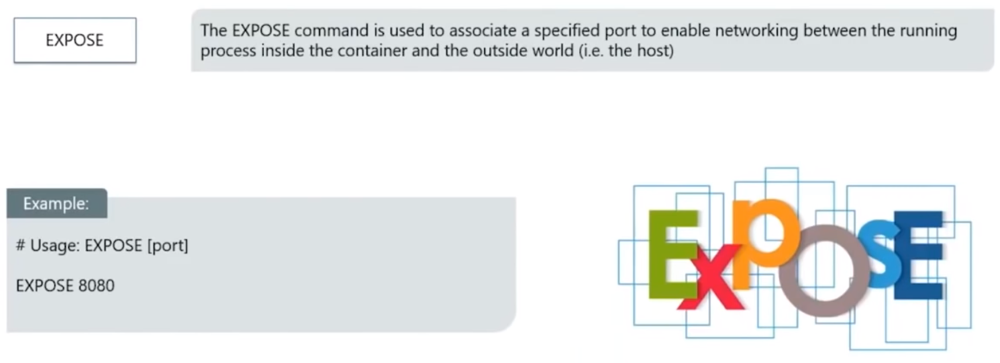 EXPOSE
The EXPOSE command is used to associate a specified port to enable networking between the running
process inside the container and the outside world (i.e. the host)
Example:
# Usage: EXPOSE [port]
EXPOSE 8080
ExpOsE